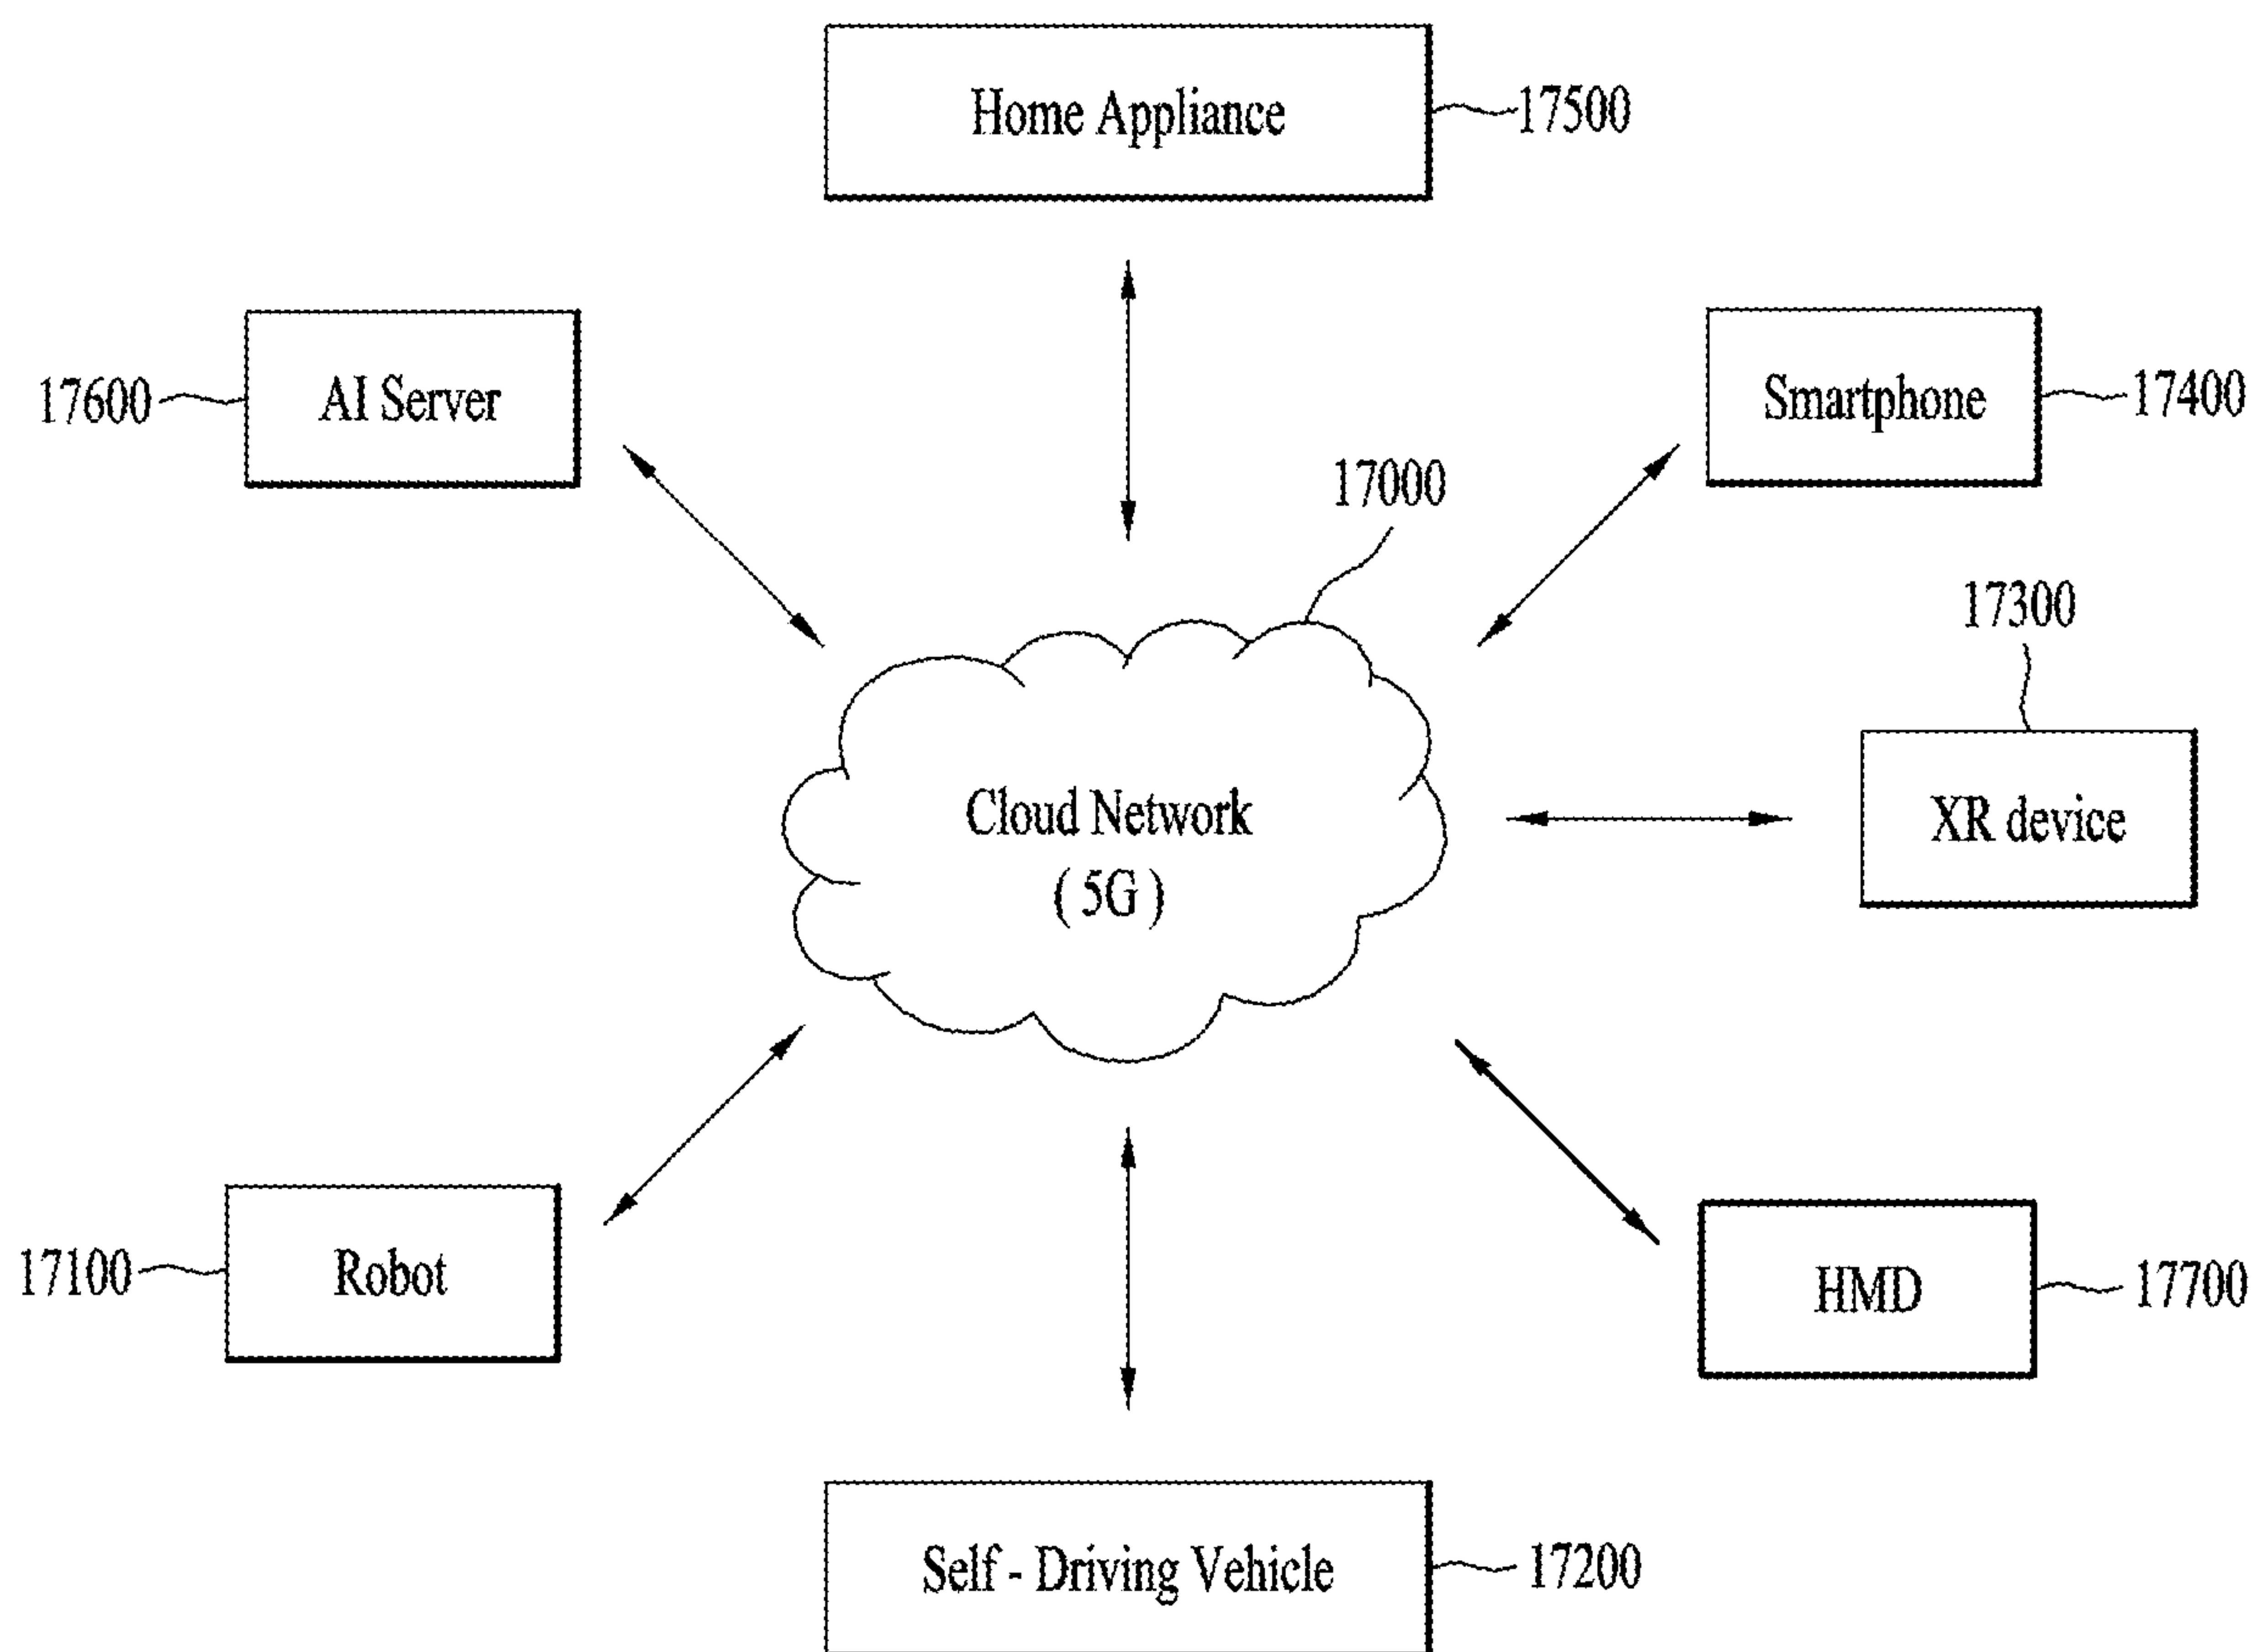 Home Appliance
17500
17600
AI Server
Smartphone
17400
17000
17300
Cloud Network
( 5G )
XR device
17100
Robot
HMD
17700
Self - Driving Vehicle
17200